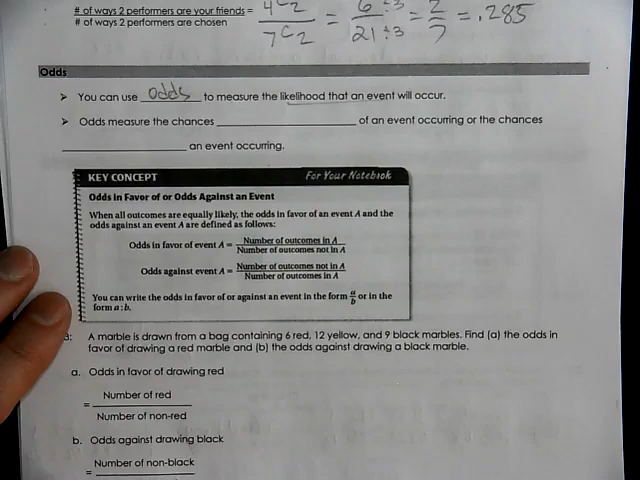 # of ways 2 performers are your friends = 4C2 = 6 ÷3 = 2 = .285
# of ways 2 performers are chosen 7C2 21 ÷3 7
Odds
➢ You can use odds to measure the likelihood that an event will occur.
➢ Odds measure the chances ____________ of an event occurring or the chances
____________ an event occurring.
KEY CONCEPT For Your Notebook
Odds in Favor of or Odds Against an Event
When all outcomes are equally likely, the odds in favor of an event A and the
odds against an event A are defined as follows:
Odds in favor of event A = Number of outcomes in A
Number of outcomes not in A
Odds against event A = Number of outcomes not in A
Number of outcomes in A
You can write the odds in favor of or against an event in the form a/b or in the
form a : b.
3: A marble is drawn from a bag containing 6 red, 12 yellow, and 9 black marbles. Find (a) the odds in
favor of drawing a red marble and (b) the odds against drawing a black marble.
a. Odds in favor of drawing red
= Number of red
Number of non-red
b. Odds against drawing black
= Number of non-black